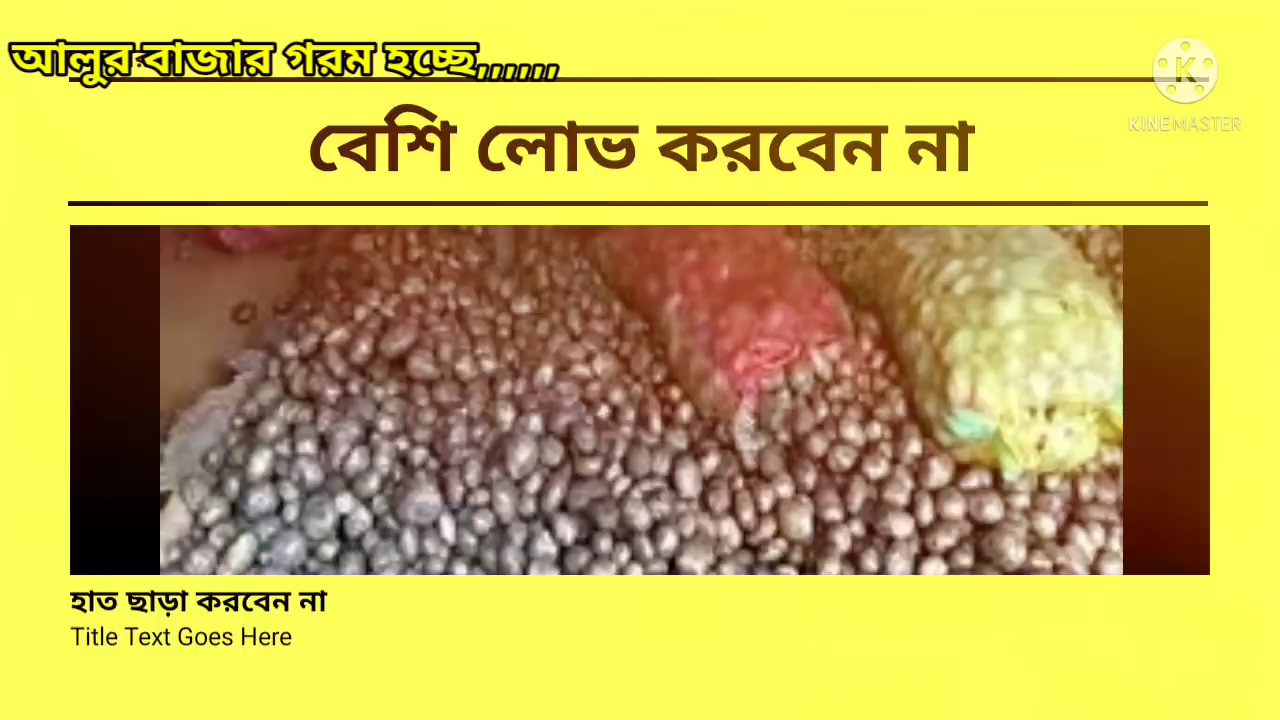 আলুর বাজার গরম হচ্ছে,,,,,,
KINEMASTER
বেশি লোভ করবেন না
হাত ছাড়া করবেন না
Title Text Goes Here